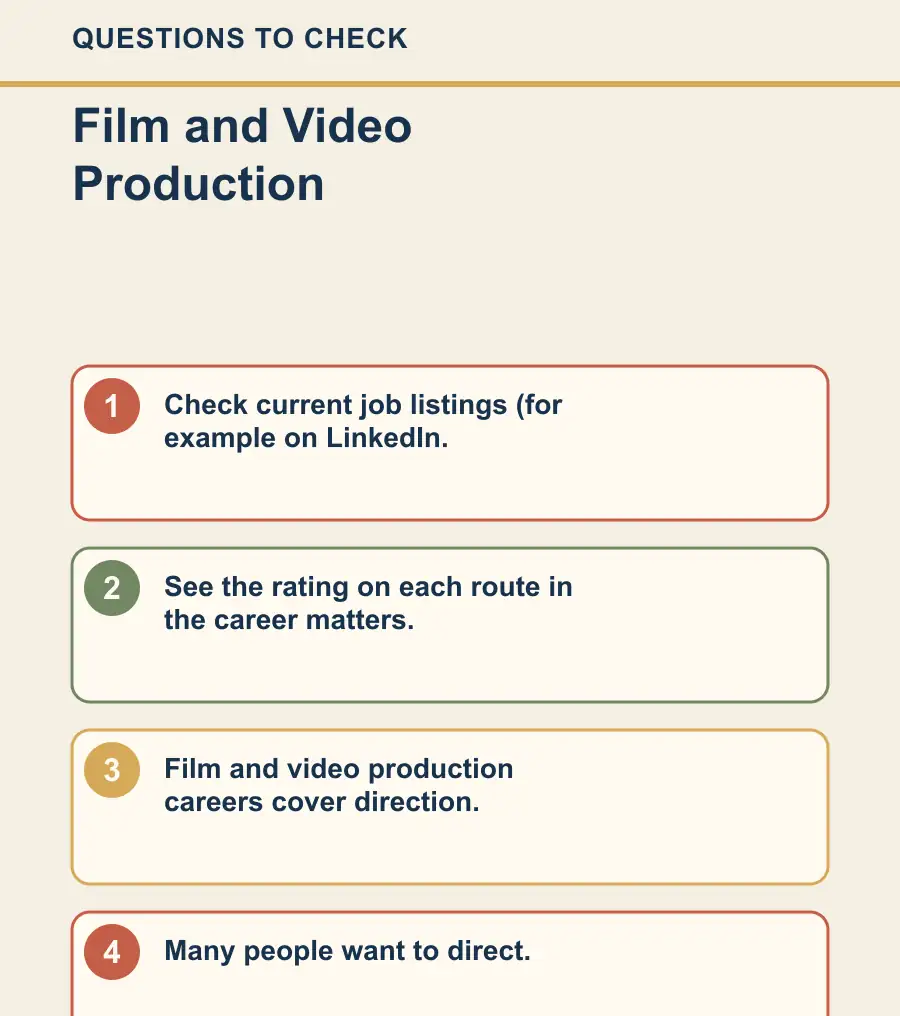 QUESTIONS TO CHECK
Film and Video
Production
1
Check current job listings (for
example on LinkedIn.
2
See the rating on each route in
the career matters.
3
Film and video production
careers cover direction.
4
Many people want to direct.